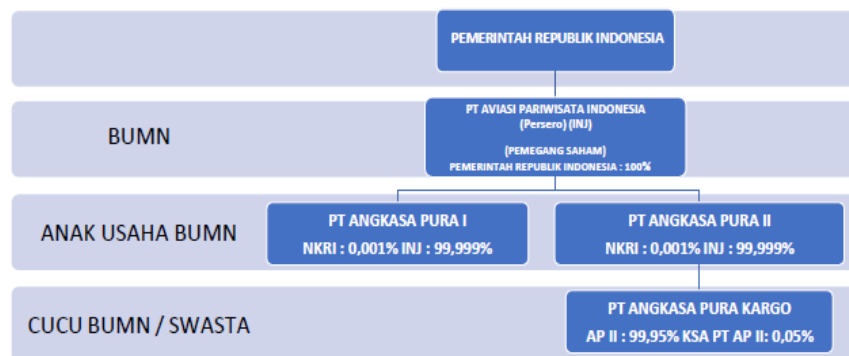 PEMERINTAH REPUBLIK INDONESIA
BUMN
PT AVIASI PARIWISATA INDONESIA
(Persero) (INJ)
(PEMEGANG SAHAM)
PEMERINTAH REPUBLIK INDONESIA : 100%
ANAK USAHA BUMN
PT ANGKASA PURA I
NKRI : 0,001% INJ : 99,999%
PT ANGKASA PURA II
NKRI : 0,001% INJ : 99,999%
CUCU BUMN / SWASTA
PT ANGKASA PURA KARGO
AP II : 99,95% KSA PT AP II: 0,05%